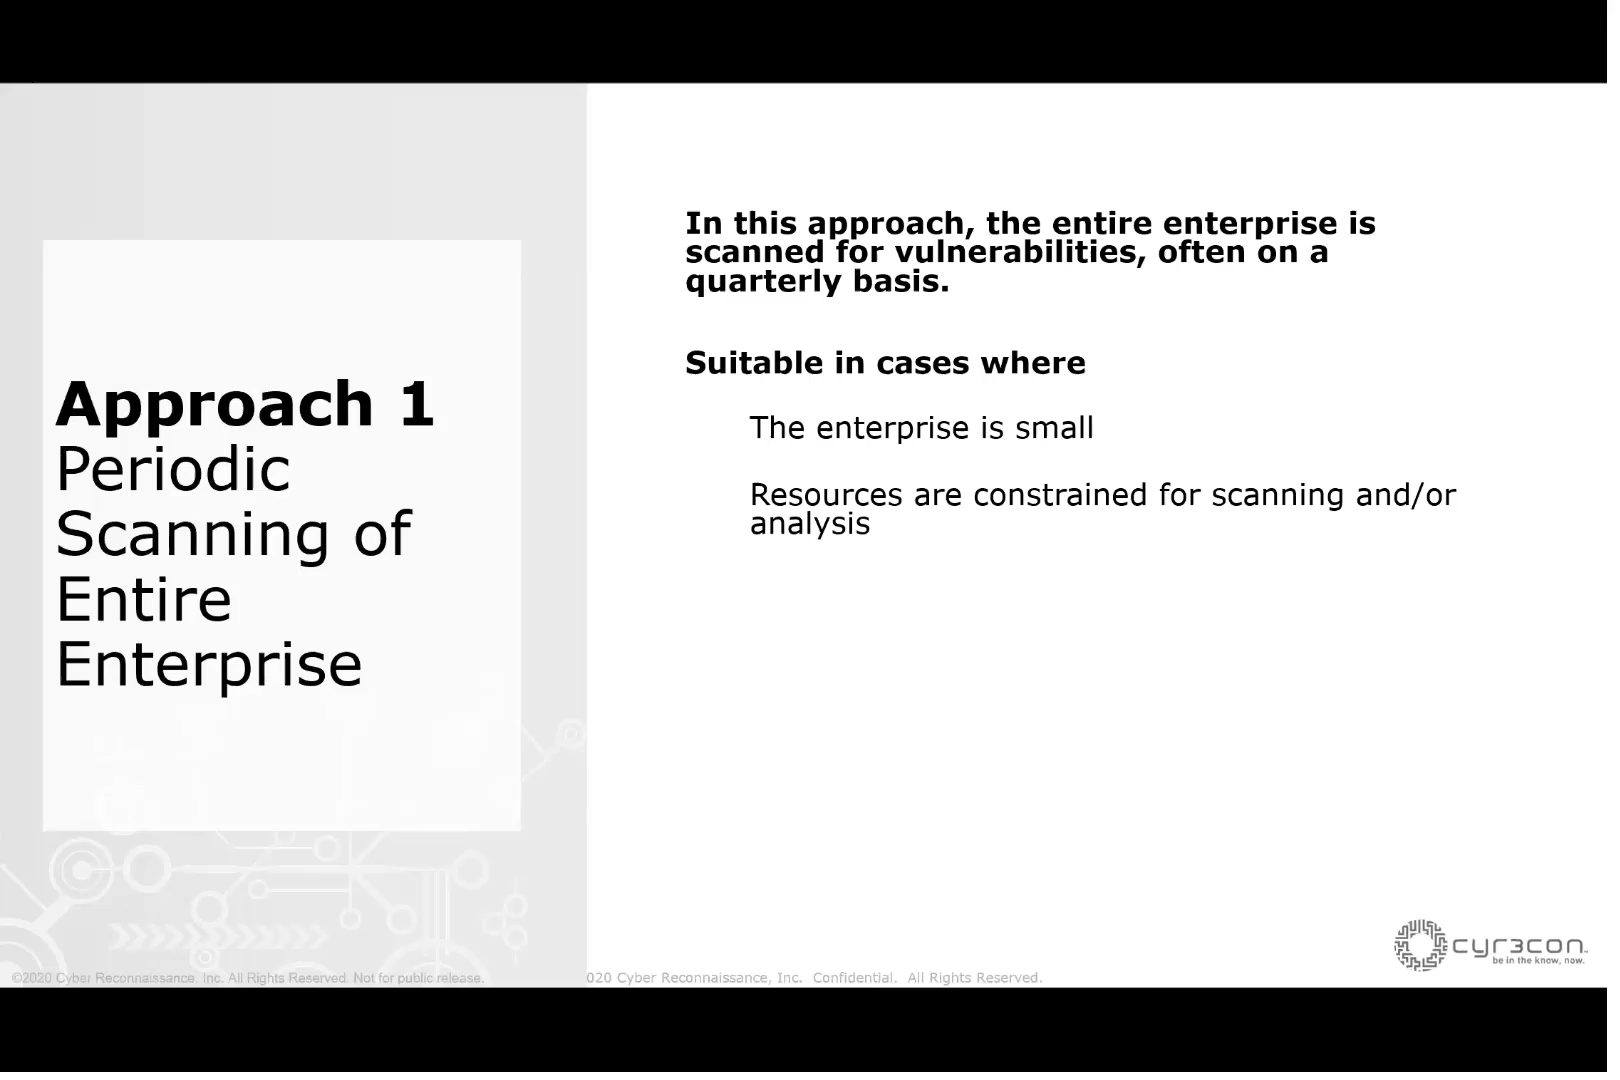 Approach 1
Periodic
Scanning of
Entire
Enterprise
In this approach, the entire enterprise is
scanned for vulnerabilities, often on a
quarterly basis.
Suitable in cases where
The enterprise is small
Resources are constrained for scanning and/or
analysis
cyr3con™
be in the know, now.
©2020 Cyber Reconnaissance, Inc. All Rights Reserved. Not for public release.
020 Cyber Reconnaissance, Inc. Confidential. All Rights Reserved.